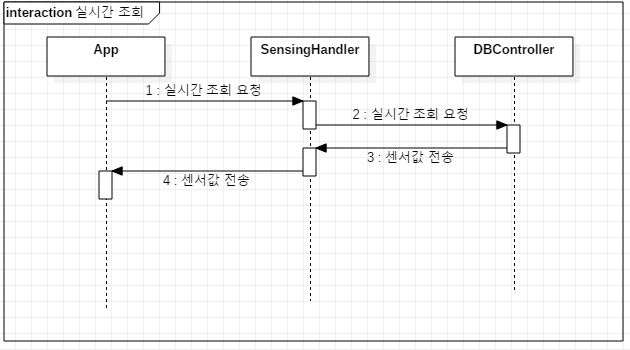 interaction 실시간 조회
App
SensingHandler
DBController
1 : 실시간 조회 요청
2 : 실시간 조회 요청
3 : 센서값 전송
4 : 센서값 전송